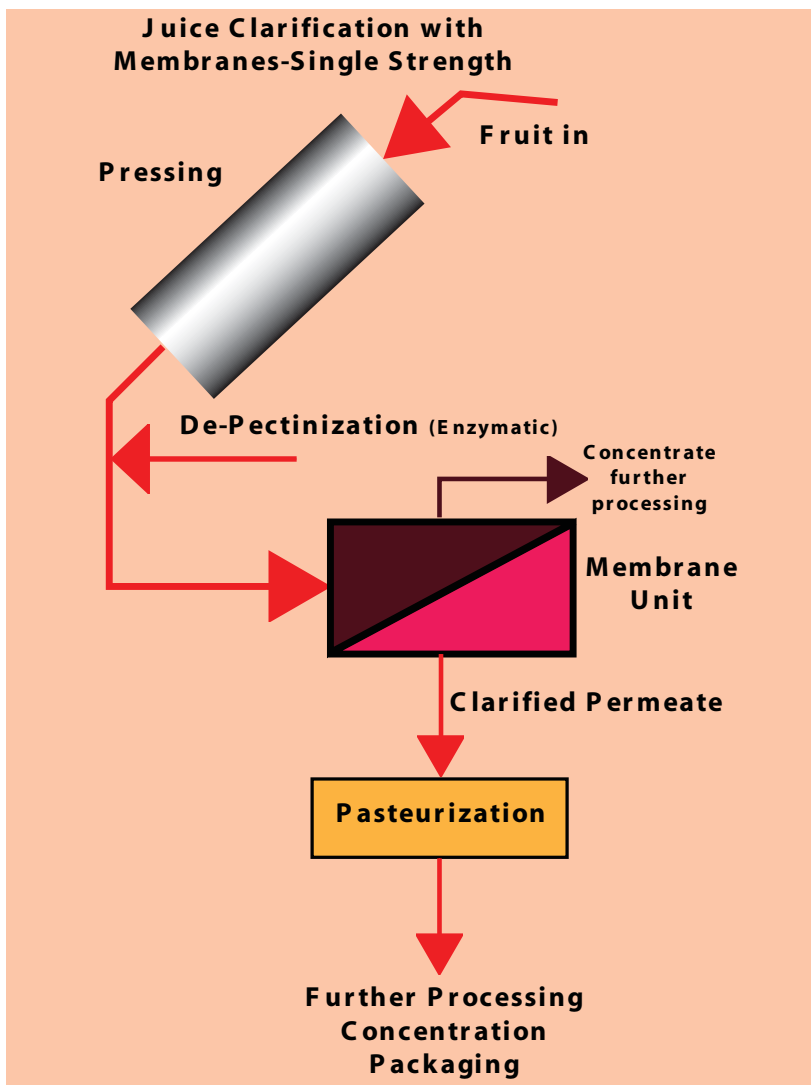 Juice Clarification with
Membranes-Single Strength
Fruit in
Pressing
De-Pectinization (Enzymatic)
Concentrate
further
processing
Membrane
Unit
Clarified Permeate
Pasteurization
Further Processing
Concentration
Packaging